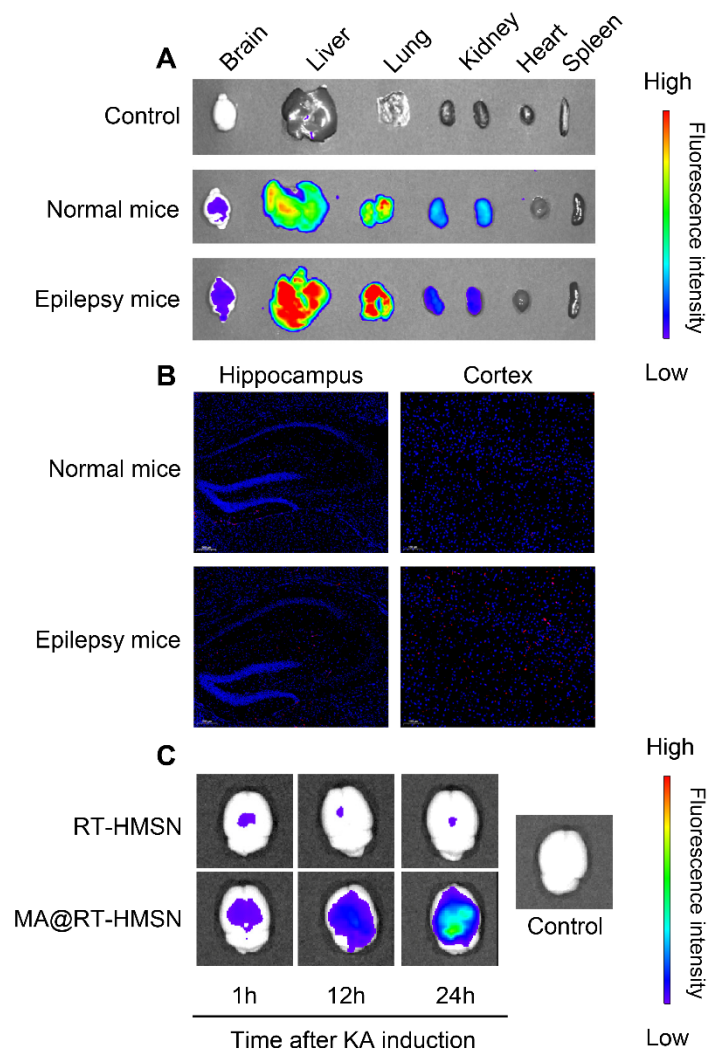 A
Brain Liver Lung Kidney Heart Spleen
Control
Normal mice
Epilepsy mice
High
Fluorescence intensity
Low
B
Hippocampus Cortex
Normal mice
Epilepsy mice
C
RT-HMSN
MA@RT-HMSN
Control
1h 12h 24h
Time after KA induction
High
Fluorescence intensity
Low